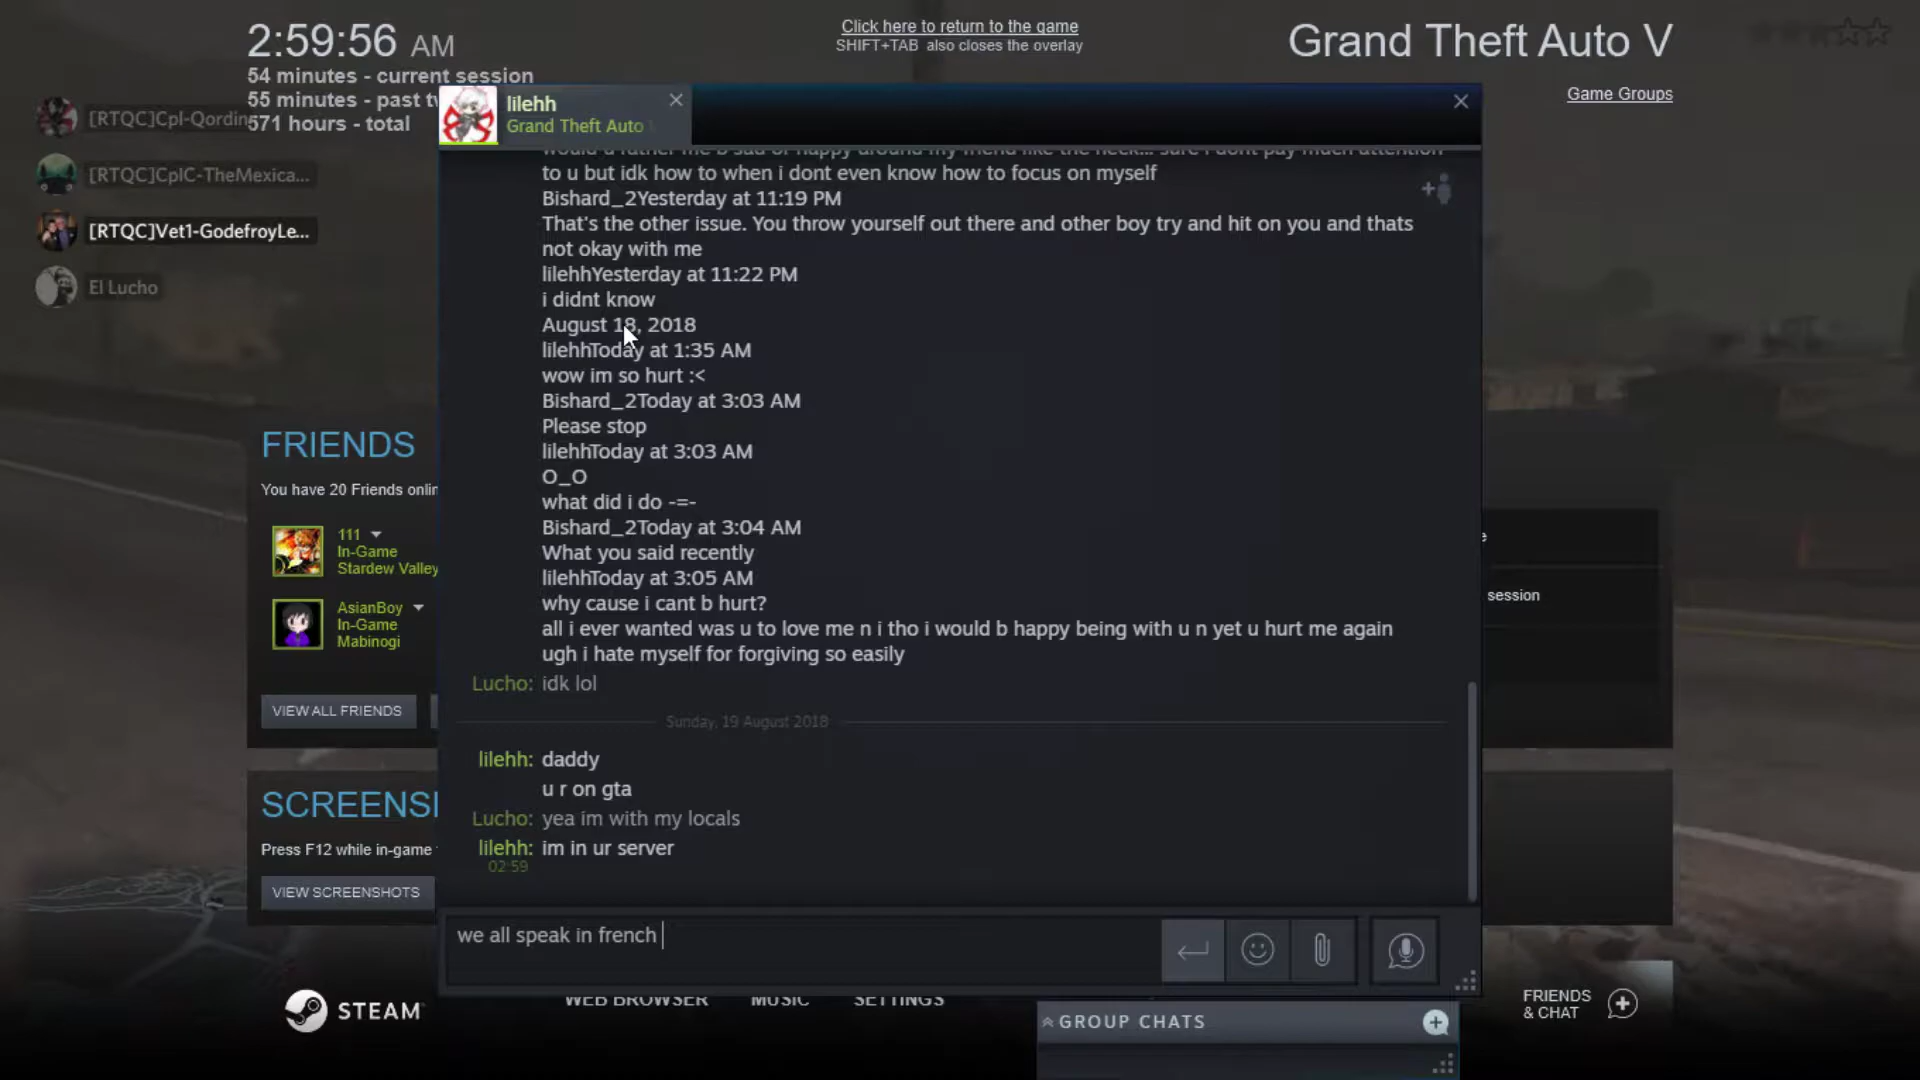 2:59:56 AM
54 minutes - current session
55 minutes - past tw
571 hours - total
Click here to return to the game
SHIFT+TAB also closes the overlay
Grand Theft Auto V
Game Groups
[RTQC]Cpl-Qordin
[RTQC]CplC-TheMexica...
[RTQC]Vet1-GodefroyLe...
El Lucho
lilehh
Grand Theft Auto
to u but idk how to when i dont even know how to focus on myself
Bishard_2Yesterday at 11:19 PM
That's the other issue. You throw yourself out there and other boy try and hit on you and thats
not okay with me
lilehhYesterday at 11:22 PM
i didnt know
August 18, 2018
lilehhToday at 1:35 AM
wow im so hurt :<
Bishard_2Today at 3:03 AM
Please stop
lilehhToday at 3:03 AM
O_O
what did i do -=-
Bishard_2Today at 3:04 AM
What you said recently
lilehhToday at 3:05 AM
why cause i cant b hurt?
all i ever wanted was u to love me n i tho i would b happy being with u n yet u hurt me again
ugh i hate myself for forgiving so easily
Lucho: idk lol
Sunday, 19 August 2018
lilehh: daddy
u r on gta
Lucho: yea im with my locals
lilehh: im in ur server
02:59
we all speak in french
FRIENDS
You have 20 Friends onlin
111
In-Game
Stardew Valley
AsianBoy
In-Game
Mabinogi
VIEW ALL FRIENDS
SCREENS
Press F12 while in-game
VIEW SCREENSHOTS
session
STEAM
WEB BROWSER
MUSIC
SETTINGS
GROUP CHATS
FRIENDS
& CHAT